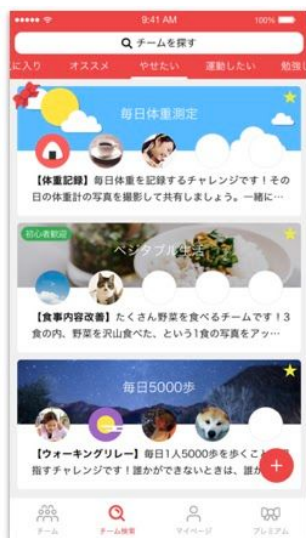 9:41 AM
100%
チームを探す
に入り オススメ やせたい 運動したい 勉強し
毎日体重測定
【体重記録】毎日体重を記録するチャレンジです！その
日の体重計の写真を撮影して共有しましょう。一緒に…
初心者歓迎
ベジタブル生活
【食事内容改善】たくさん野菜を食べるチームです！3
食の内、野菜を沢山食べた、という1食の写真をアッ…
毎日5000歩
【ウォーキングリレー】毎日1人5000歩を歩くこと
指すチャレンジです！誰かができないときは、誰か
チーム チーム検索 マイページ プレミアム